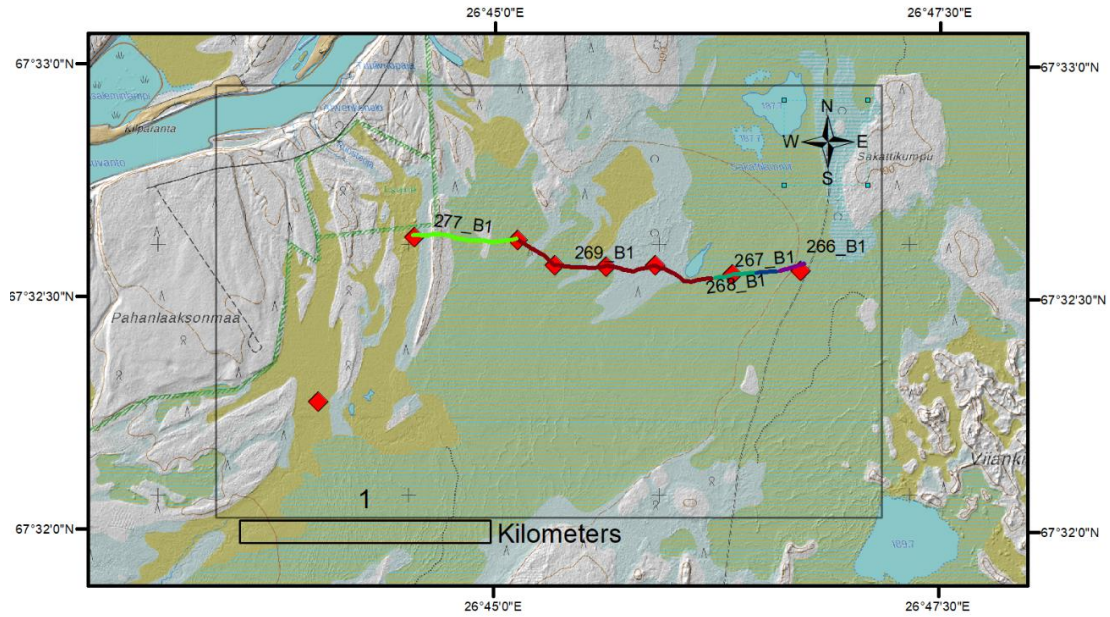 26°45'0"E 26°47'30"E
67°33'0"N 67°33'0"N
N
W E
S
Kilparanta
Sakattikumpu
277_B1
269_B1
267_B1
266_B1
268_B1
67°32'30"N 67°32'30"N
Pahanlaaksonmaa
Viianki
1
Kilometers
67°32'0"N 67°32'0"N
26°45'0"E 26°47'30"E